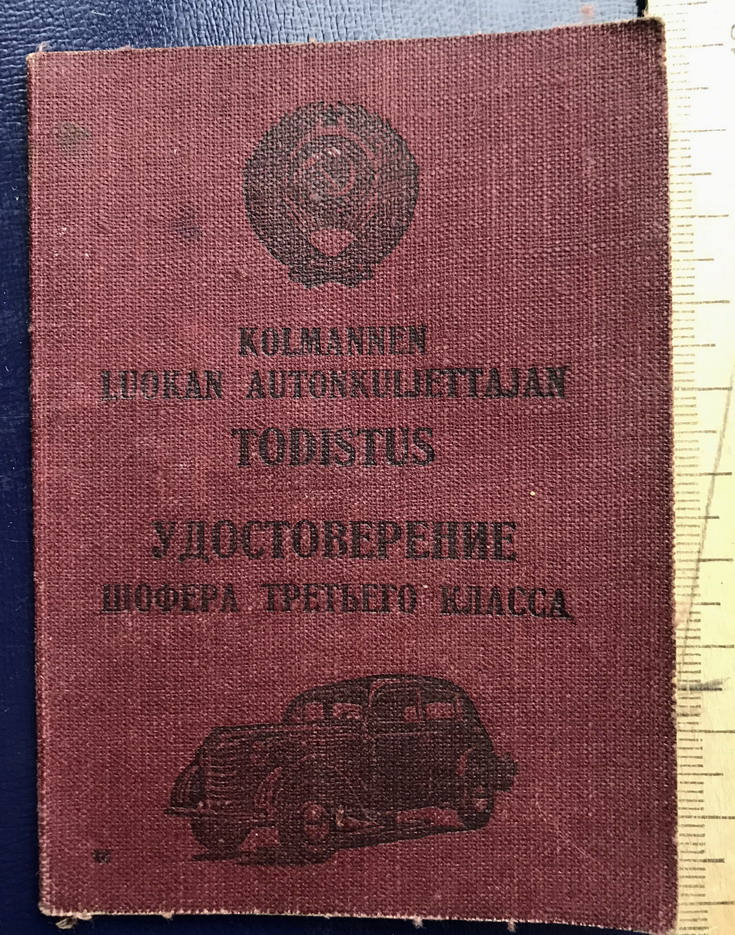 KOLMANNEN
LUOKAN AUTONKULJETTAJAN
TODISTUS
УДОСТОВЕРЕНИЕ
ШОФЕРА ТРЕТЬЕГО КЛАССА